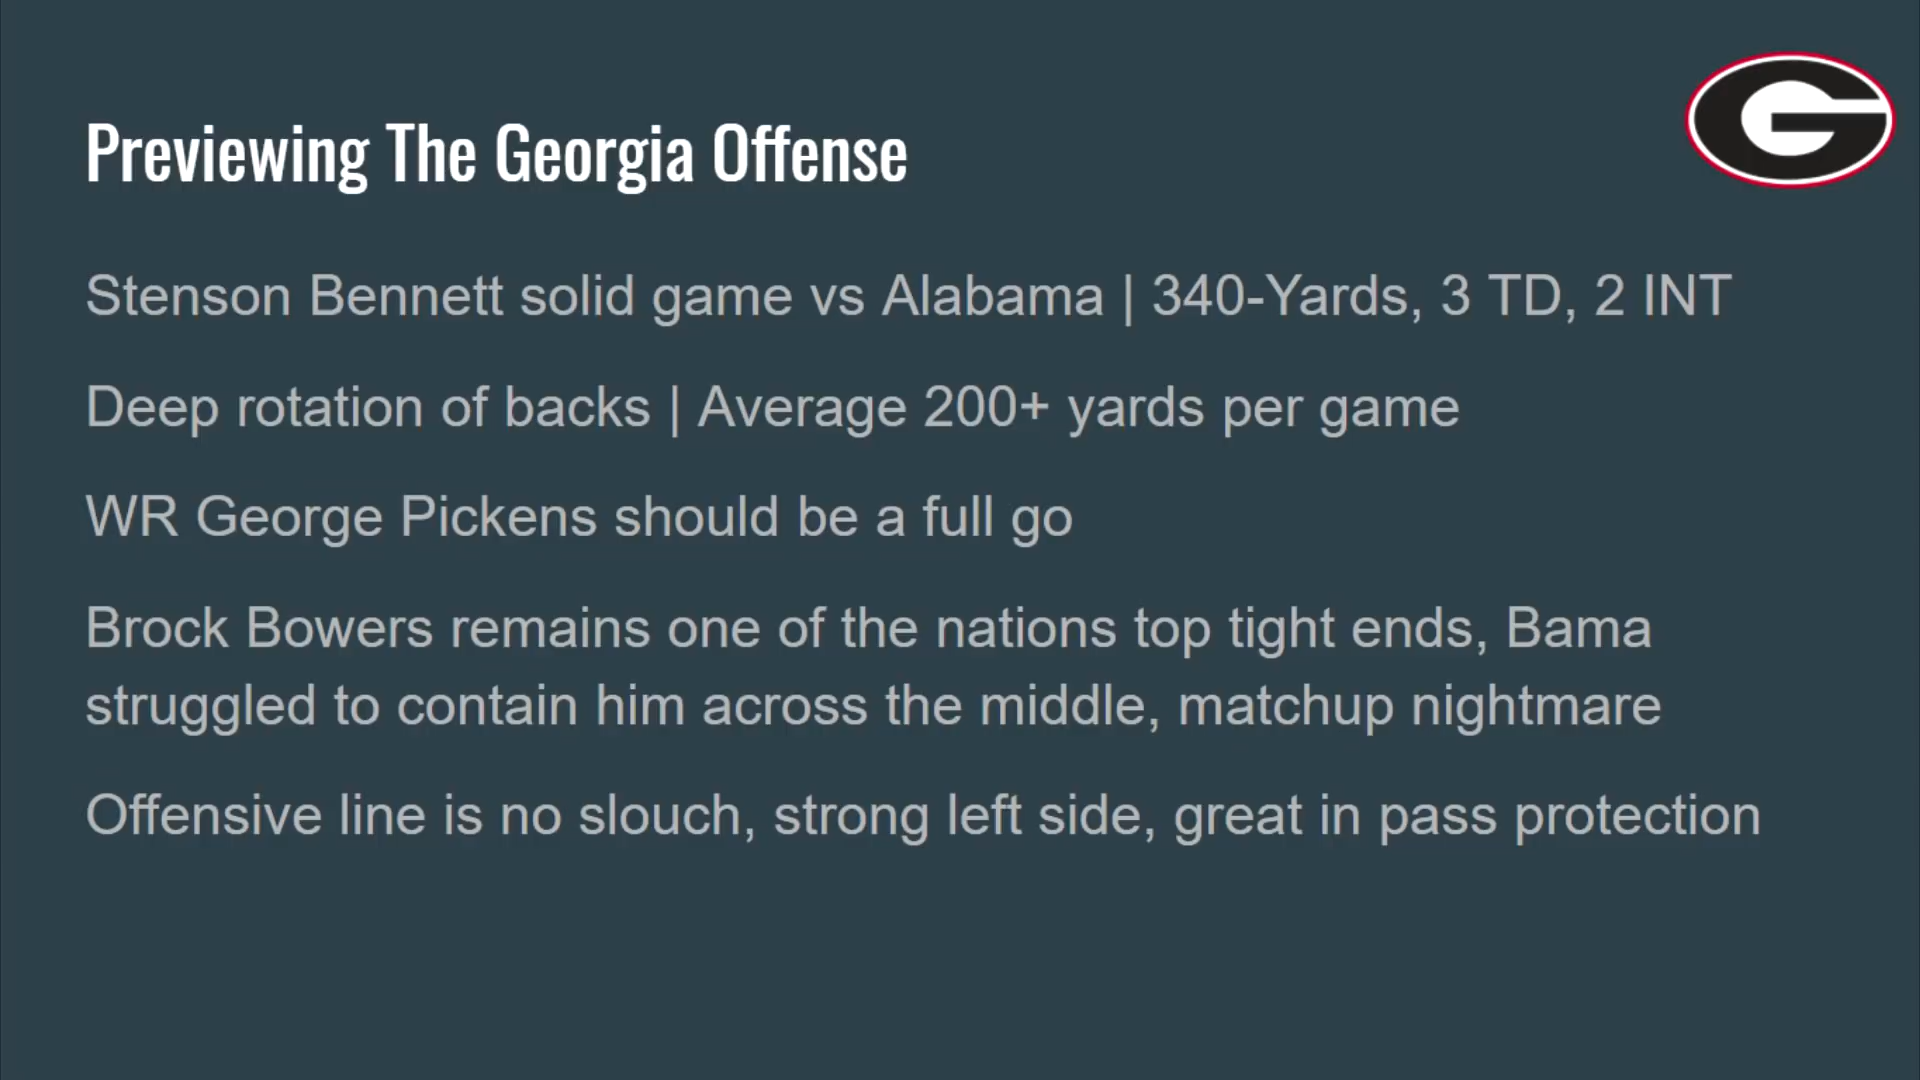 G
Previewing The Georgia Offense
Stenson Bennett solid game vs Alabama | 340-Yards, 3 TD, 2 INT
Deep rotation of backs | Average 200+ yards per game
WR George Pickens should be a full go
Brock Bowers remains one of the nations top tight ends, Bama
struggled to contain him across the middle, matchup nightmare
Offensive line is no slouch, strong left side, great in pass protection